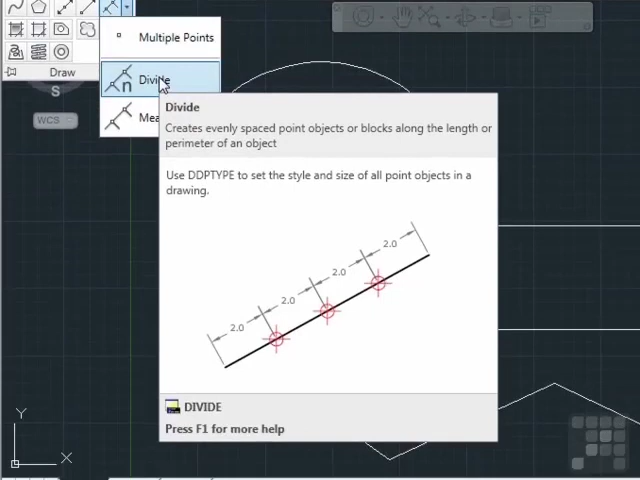 Multiple Points
Divide
Mea
Draw
S
WCS
Divide
Creates evenly spaced point objects or blocks along the length or
perimeter of an object
Use DDPTYPE to set the style and size of all point objects in a
drawing.
2.0
2.0
2.0
2.0
DIVIDE
Press F1 for more help
Y
X